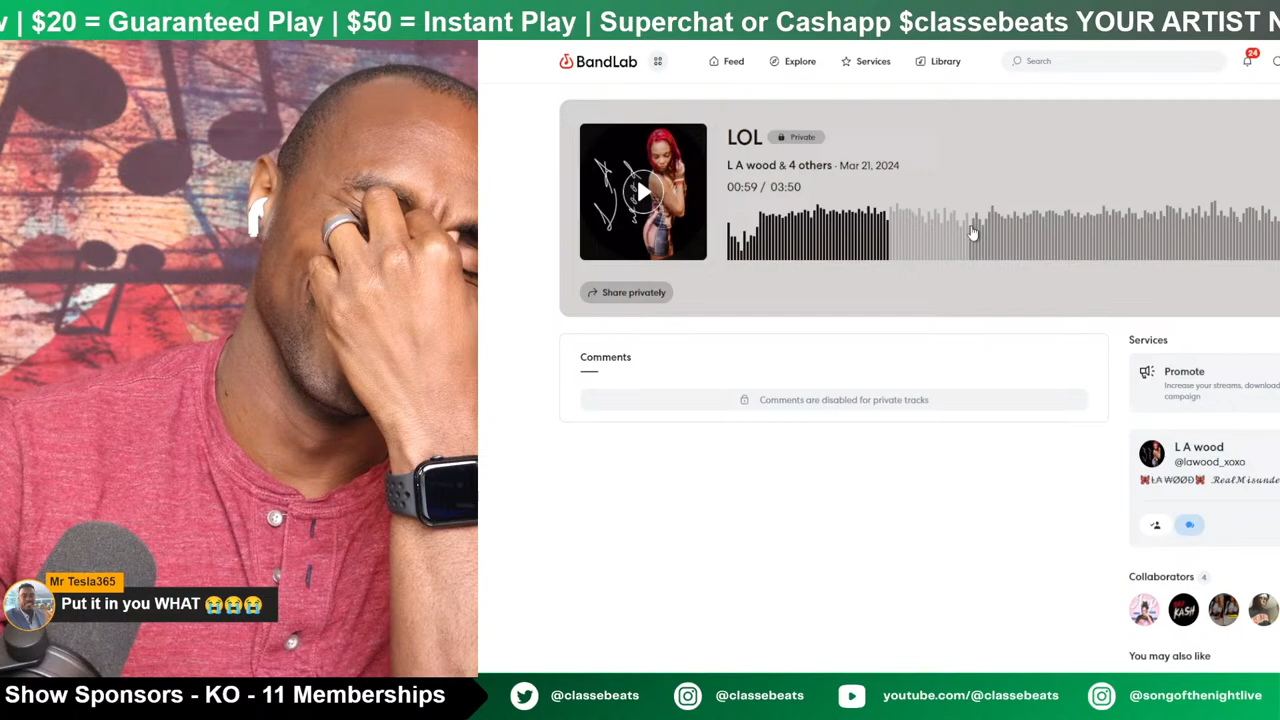 | $20 = Guaranteed Play | $50 = Instant Play | Superchat or Cashapp $classebeats YOUR ARTIST
BandLab
Feed
Explore
Services
Library
Search
24
LOL
Private
L A wood & 4 others · Mar 21, 2024
00:59 / 03:50
Share privately
Comments
Comments are disabled for private tracks
Services
Promote
Increase your streams, download
campaign
L A wood
@lawood_xoxo
Collaborators 4
KASH
You may also like
Mr Tesla365
Put it in you WHAT 😭😭😭
Show Sponsors - KO - 11 Memberships
@classebeats
@classebeats
youtube.com/@classebeats
@songofthenightlive